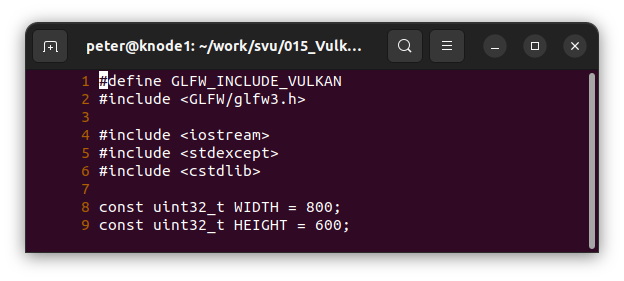 peter@knode1: ~/work/svu/015_Vulk...
1 #define GLFW_INCLUDE_VULKAN
2 #include <GLFW/glfw3.h>
3
4 #include <iostream>
5 #include <stdexcept>
6 #include <cstdlib>
7
8 const uint32_t WIDTH = 800;
9 const uint32_t HEIGHT = 600;